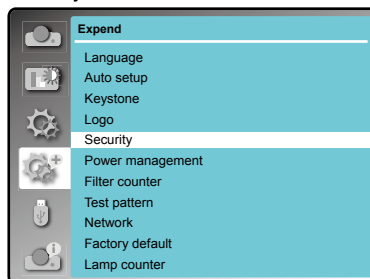 Expend
Language
Auto setup
Keystone
Logo
Security
Power management
Filter counter
Test pattern
Network
Factory default
Lamp counter